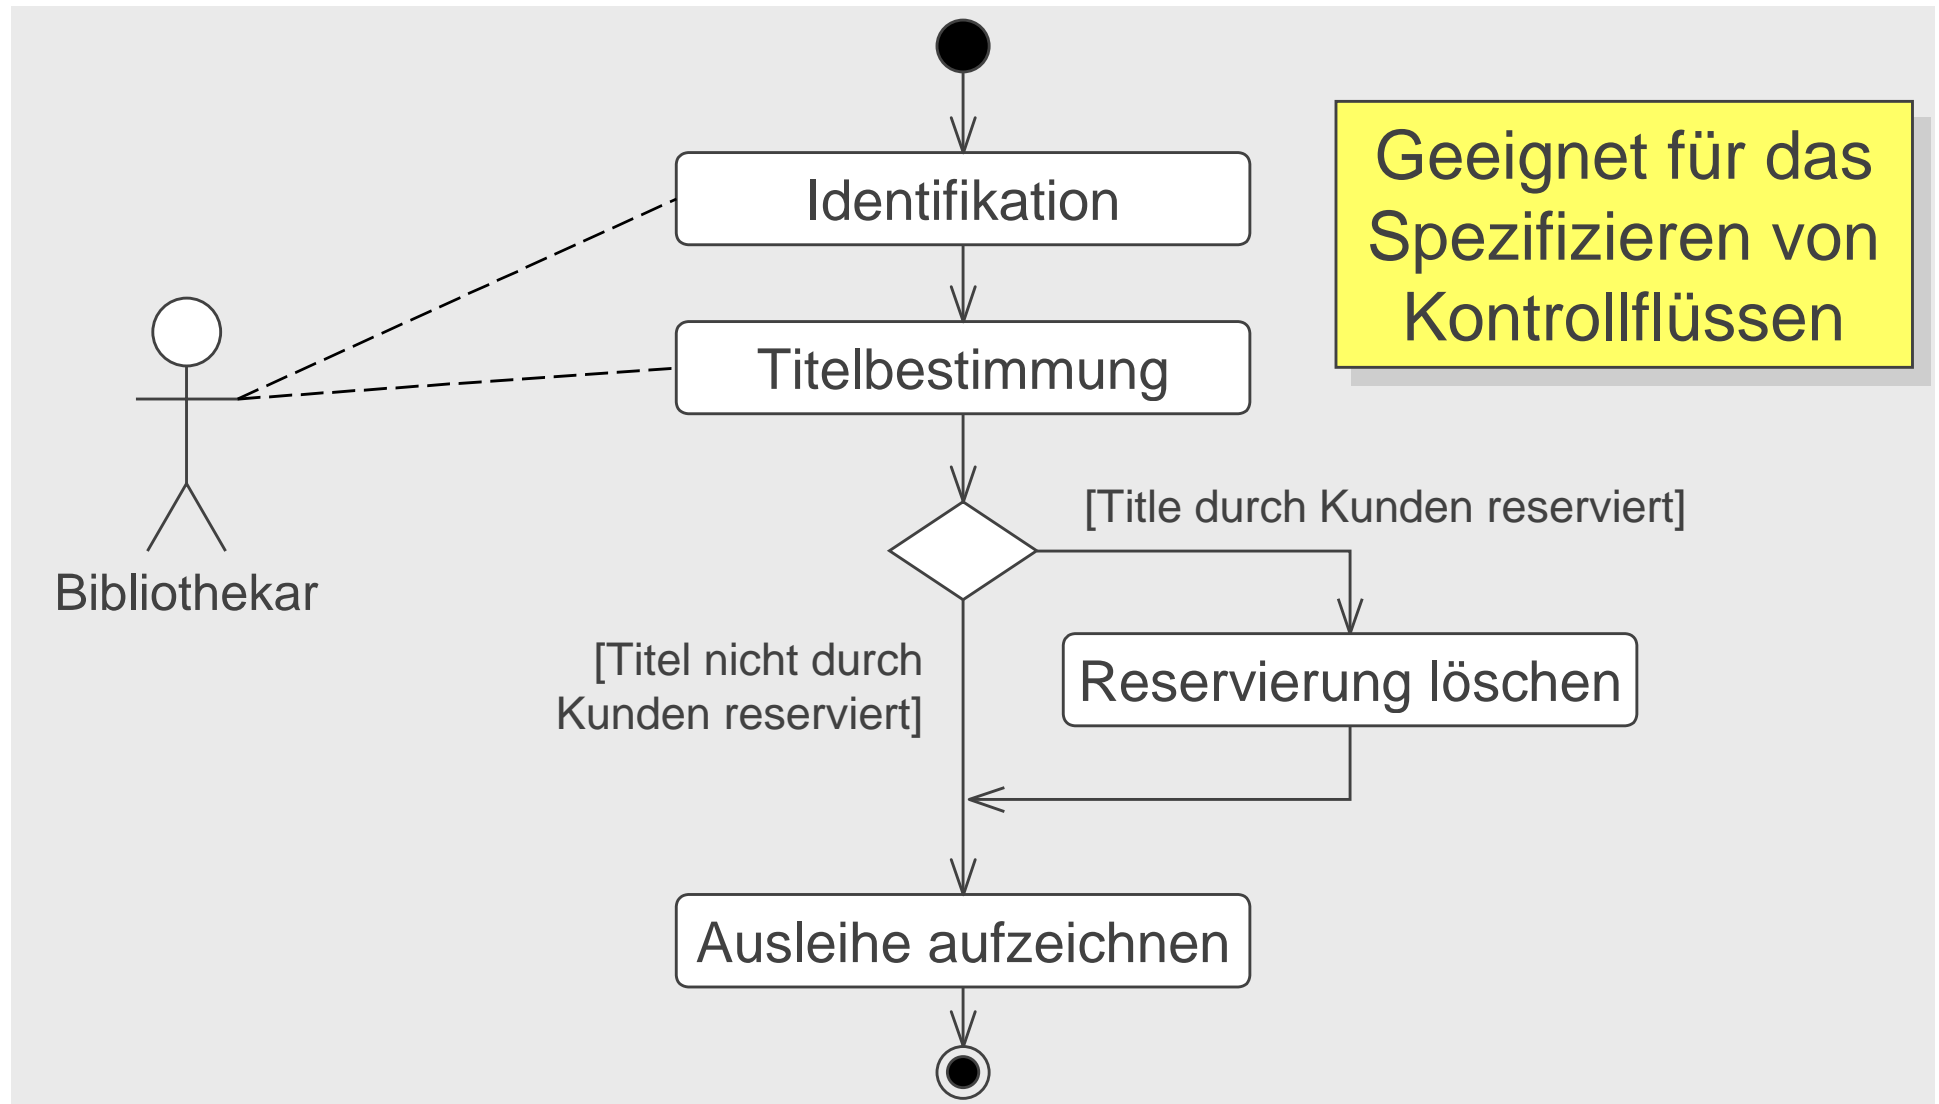 Geeignet für das
Spezifizieren von
Kontrollflüssen
Identifikation
Titelbestimmung
[Title durch Kunden reserviert]
Bibliothekar
[Titel nicht durch
Kunden reserviert]
Reservierung löschen
Ausleihe aufzeichnen